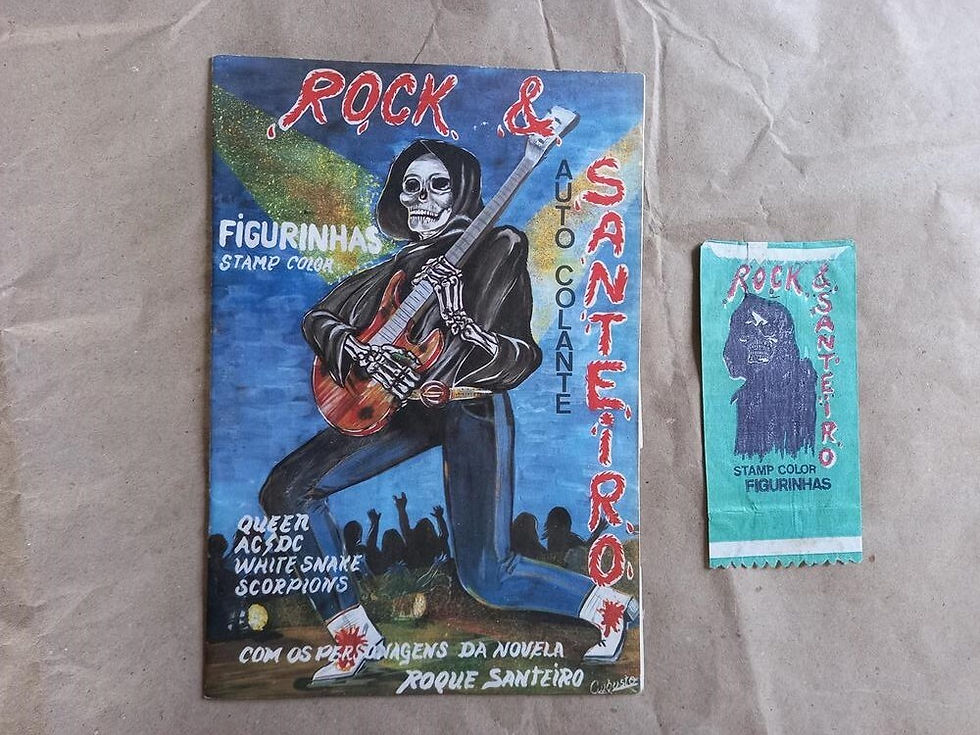 ROCK &
SANTEIRO
AUTO COLANTE
FIGURINHAS
STAMP COLOR
QUEER
AC⚡DC
WHITE SNAKE
SCORPIONS
COM OS PERSONAGENS DA NOVELA
ROQUE SANTEIRO
ROCK &
SANTEIRO
STAMP COLOR
FIGURINHAS